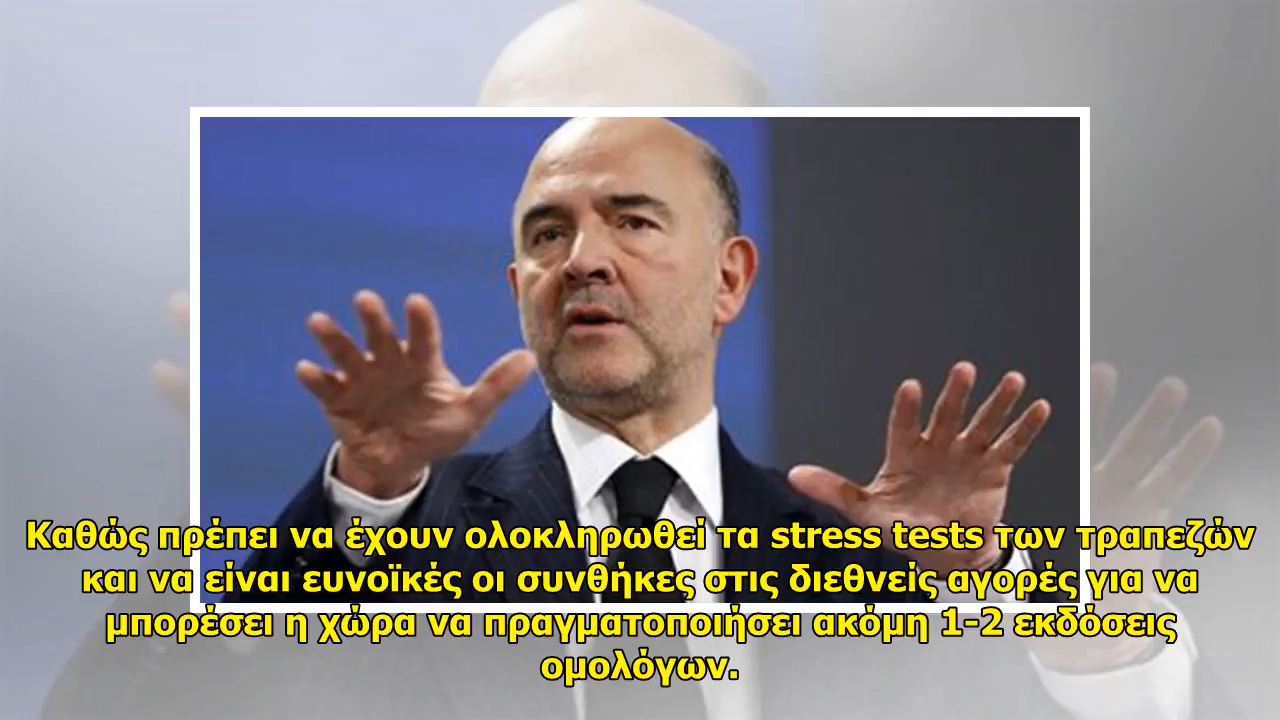 Καθώς πρέπει να έχουν ολοκληρωθεί τα stress tests των τραπεζών
και να είναι ευνοϊκές οι συνθήκες στις διεθνείς αγορές για να
μπορέσει η χώρα να πραγματοποιήσει ακόμη 1-2 εκδόσεις
ομολόγων.